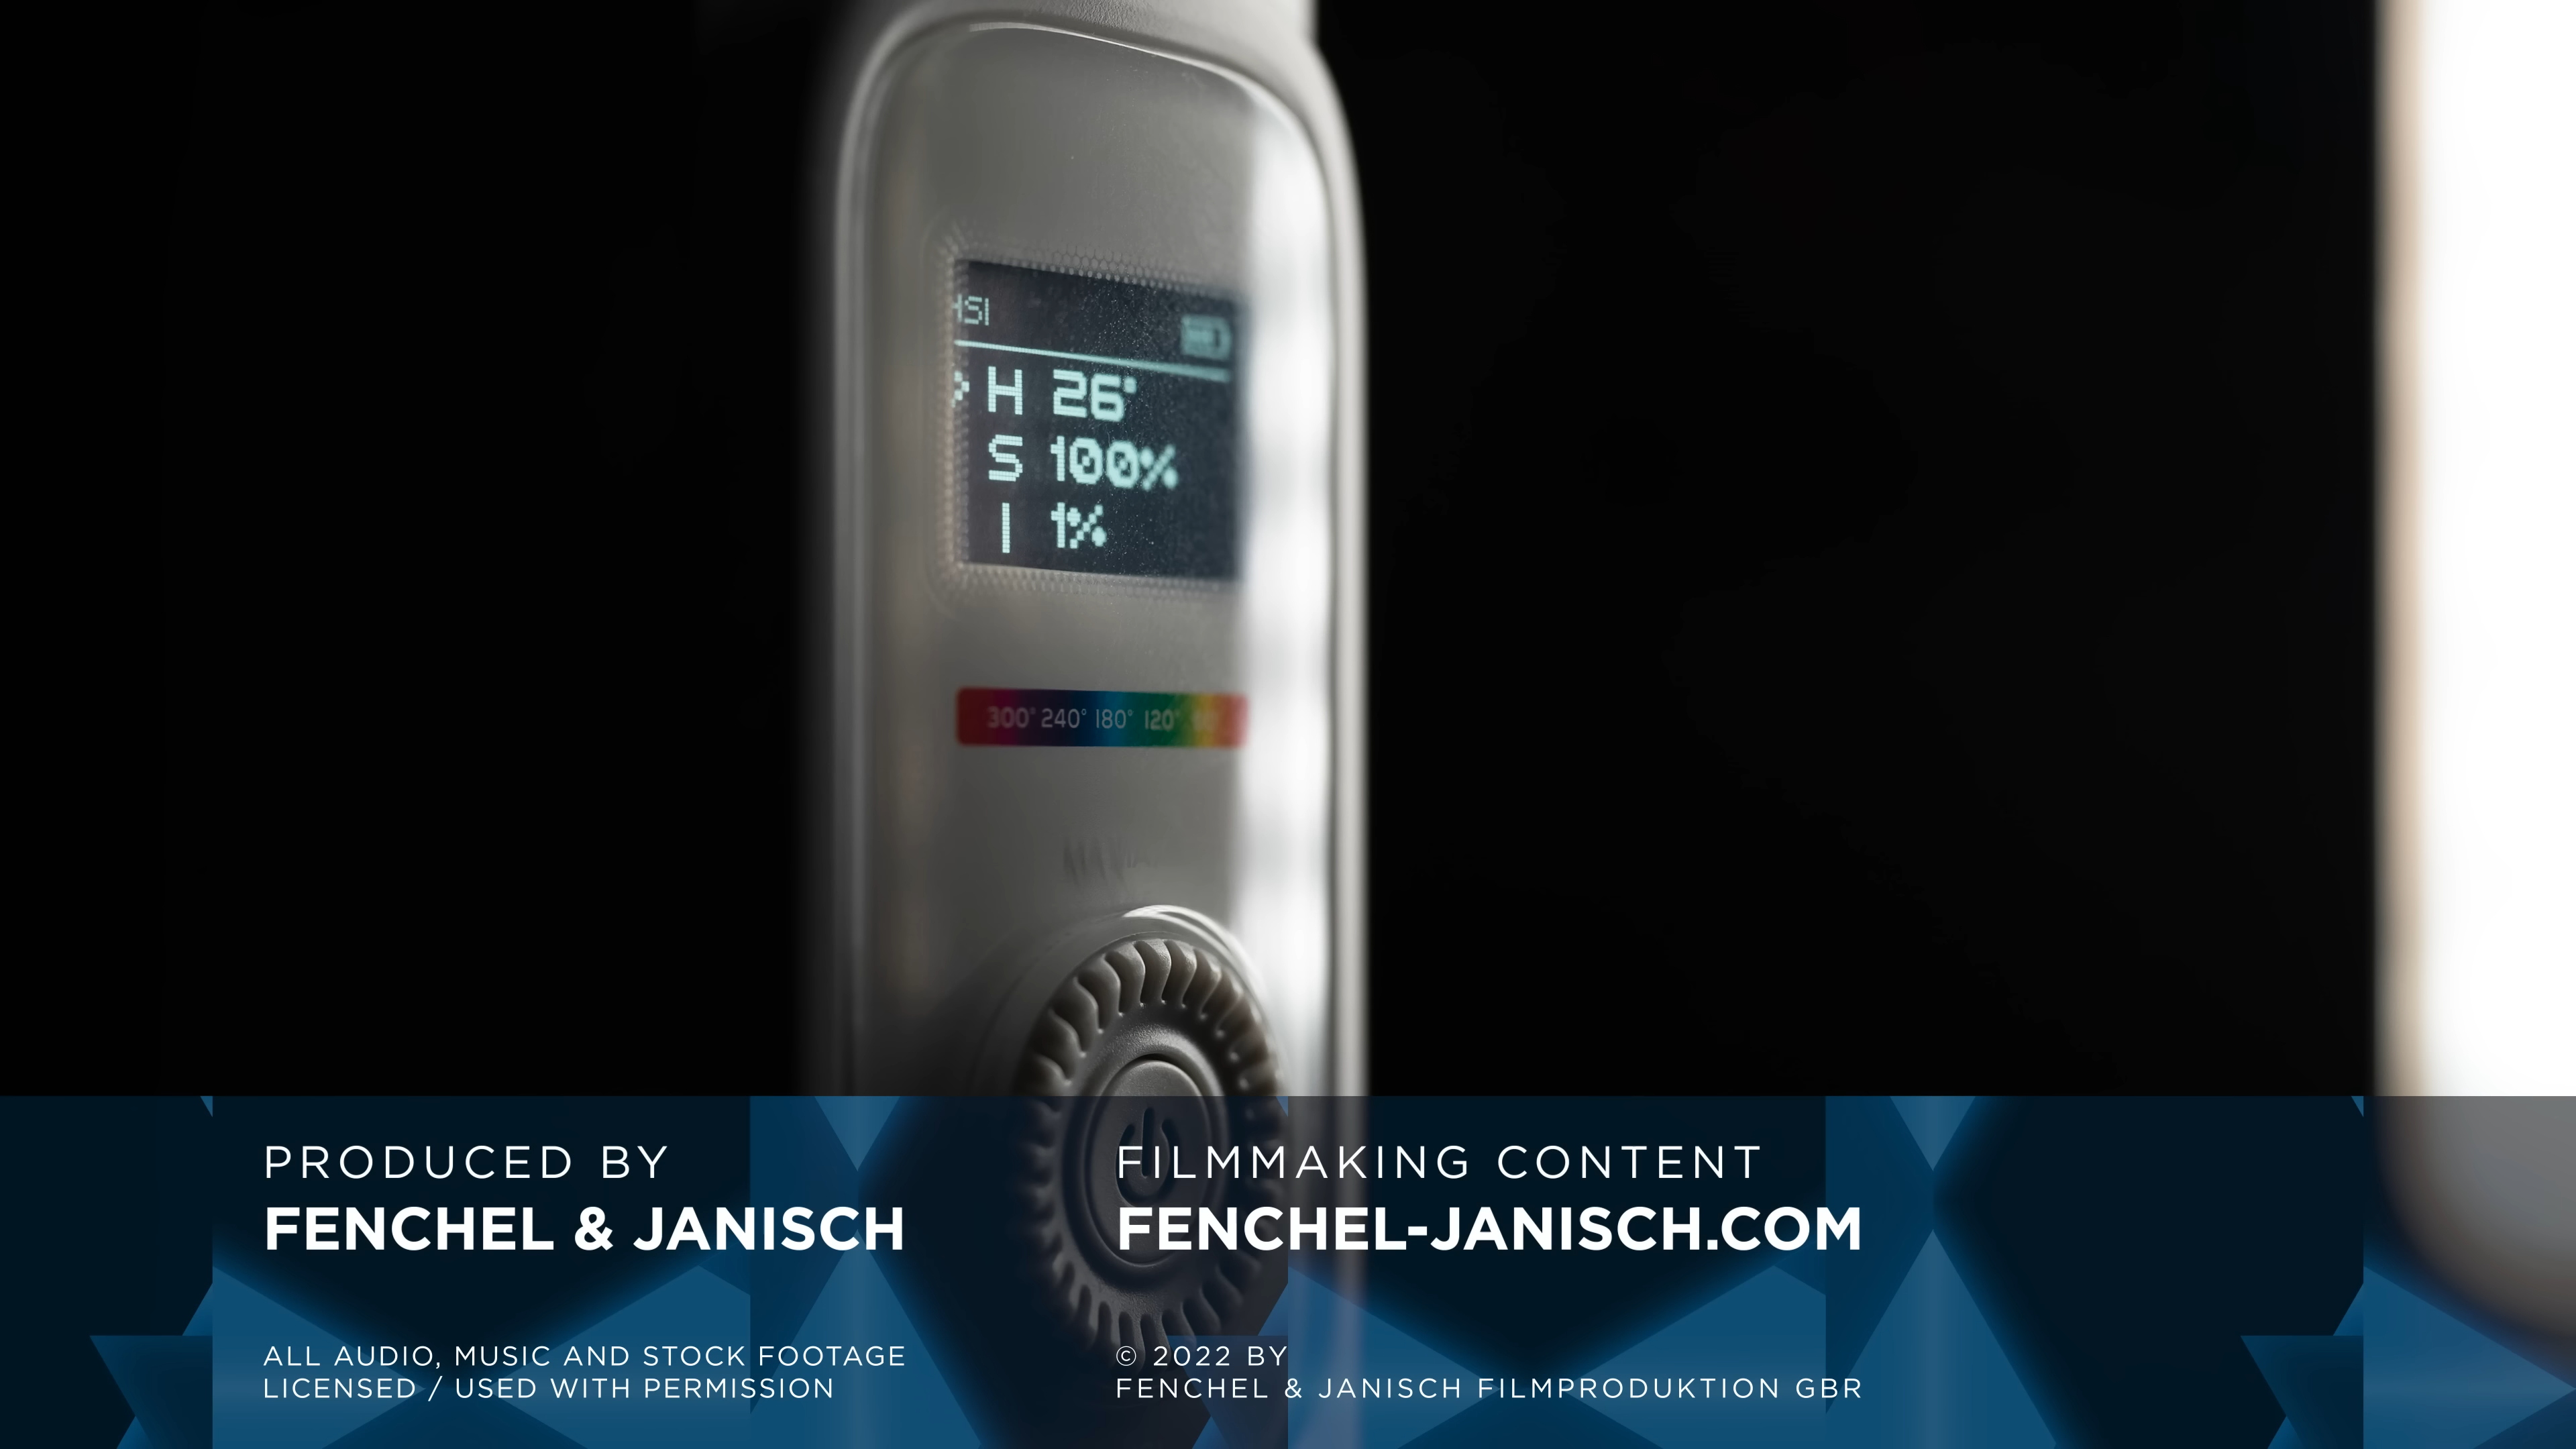 HSI
H 26°
S 100%
I 1%
300° 240° 180° 120°
PRODUCED BY
FENCHEL & JANISCH
FILMMAKING CONTENT
FENCHEL-JANISCH.COM
ALL AUDIO, MUSIC AND STOCK FOOTAGE
LICENSED / USED WITH PERMISSION
© 2022 BY
FENCHEL & JANISCH FILMPRODUKTION GBR